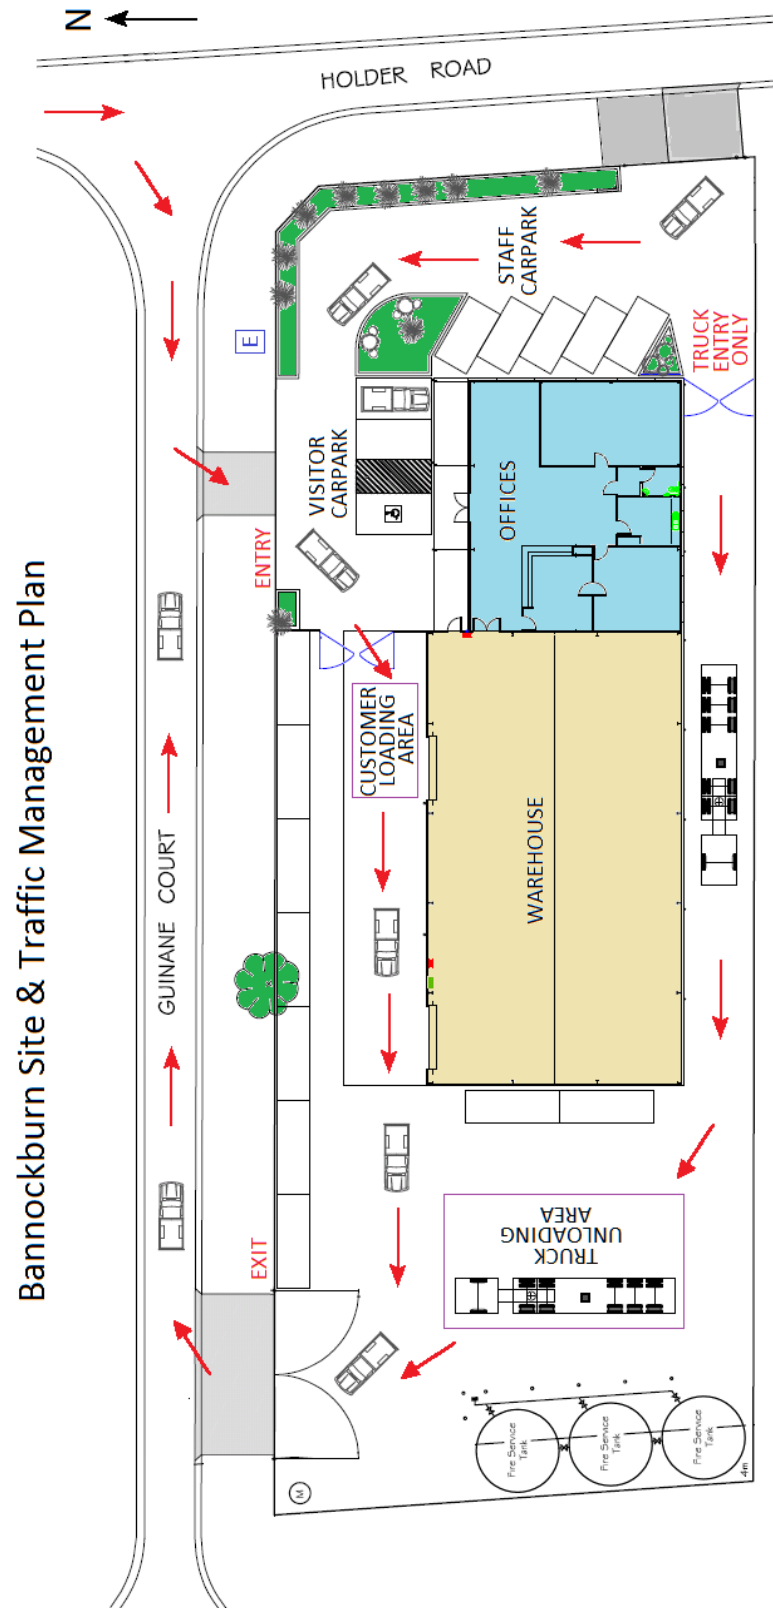 Bannockburn Site & Traffic Management Plan
N
HOLDER ROAD
GUINANE COURT
STAFF
CARPARK
TRUCK
ENTRY
ONLY
E
VISITOR
CARPARK
OFFICES
ENTRY
CUSTOMER
LOADING
AREA
WAREHOUSE
EXIT
TRUCK
UNLOADING
AREA
Fire Service
Tank
Fire Service
Tank
Fire Service
Tank
4m
M